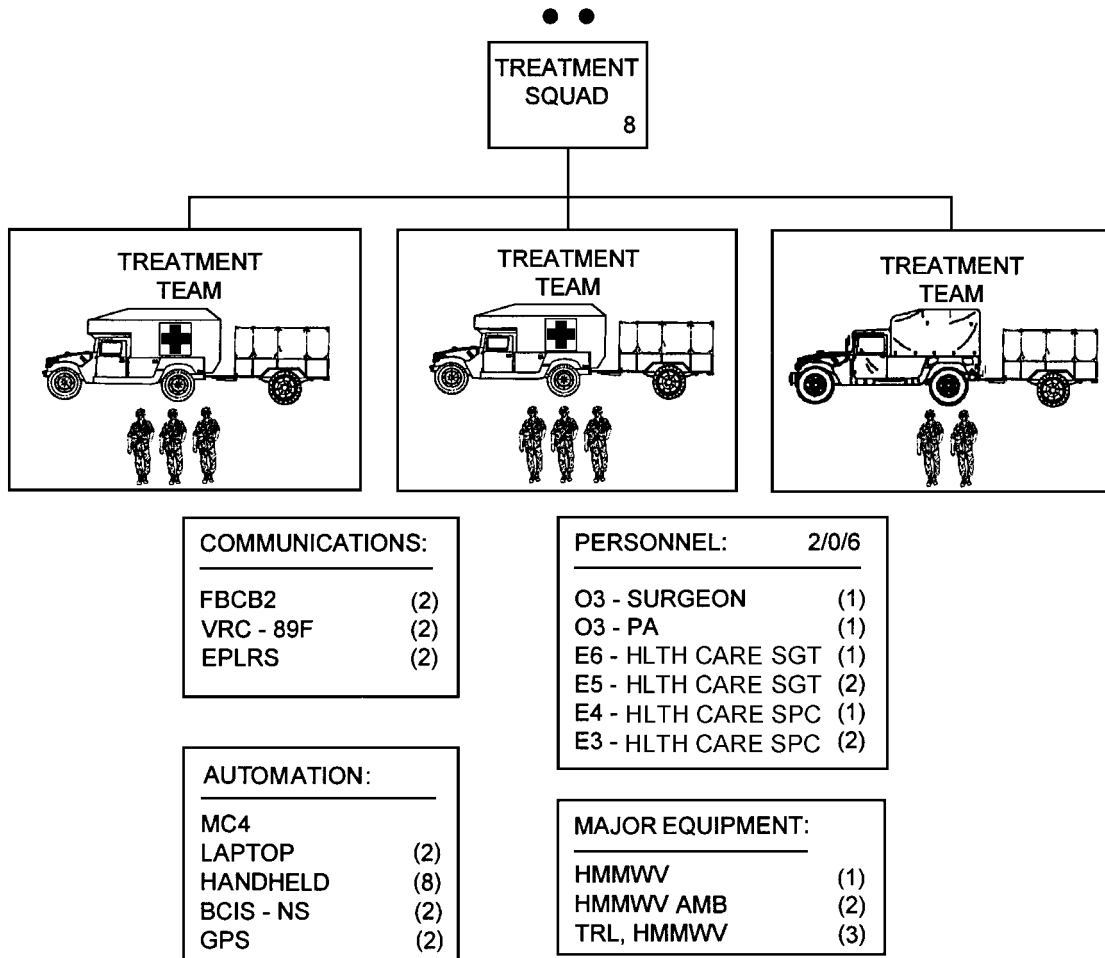 TREATMENT
SQUAD
8
TREATMENT
TEAM
TREATMENT
TEAM
TREATMENT
TEAM
COMMUNICATIONS:
FBCB2 (2)
VRC - 89F (2)
EPLRS (2)
PERSONNEL: 2/0/6
O3 - SURGEON (1)
O3 - PA (1)
E6 - HLTH CARE SGT (1)
E5 - HLTH CARE SGT (2)
E4 - HLTH CARE SPC (1)
E3 - HLTH CARE SPC (2)
AUTOMATION:
MC4
LAPTOP (2)
HANDHELD (8)
BCIS - NS (2)
GPS (2)
MAJOR EQUIPMENT:
HMMWV (1)
HMMWV AMB (2)
TRL, HMMWV (3)